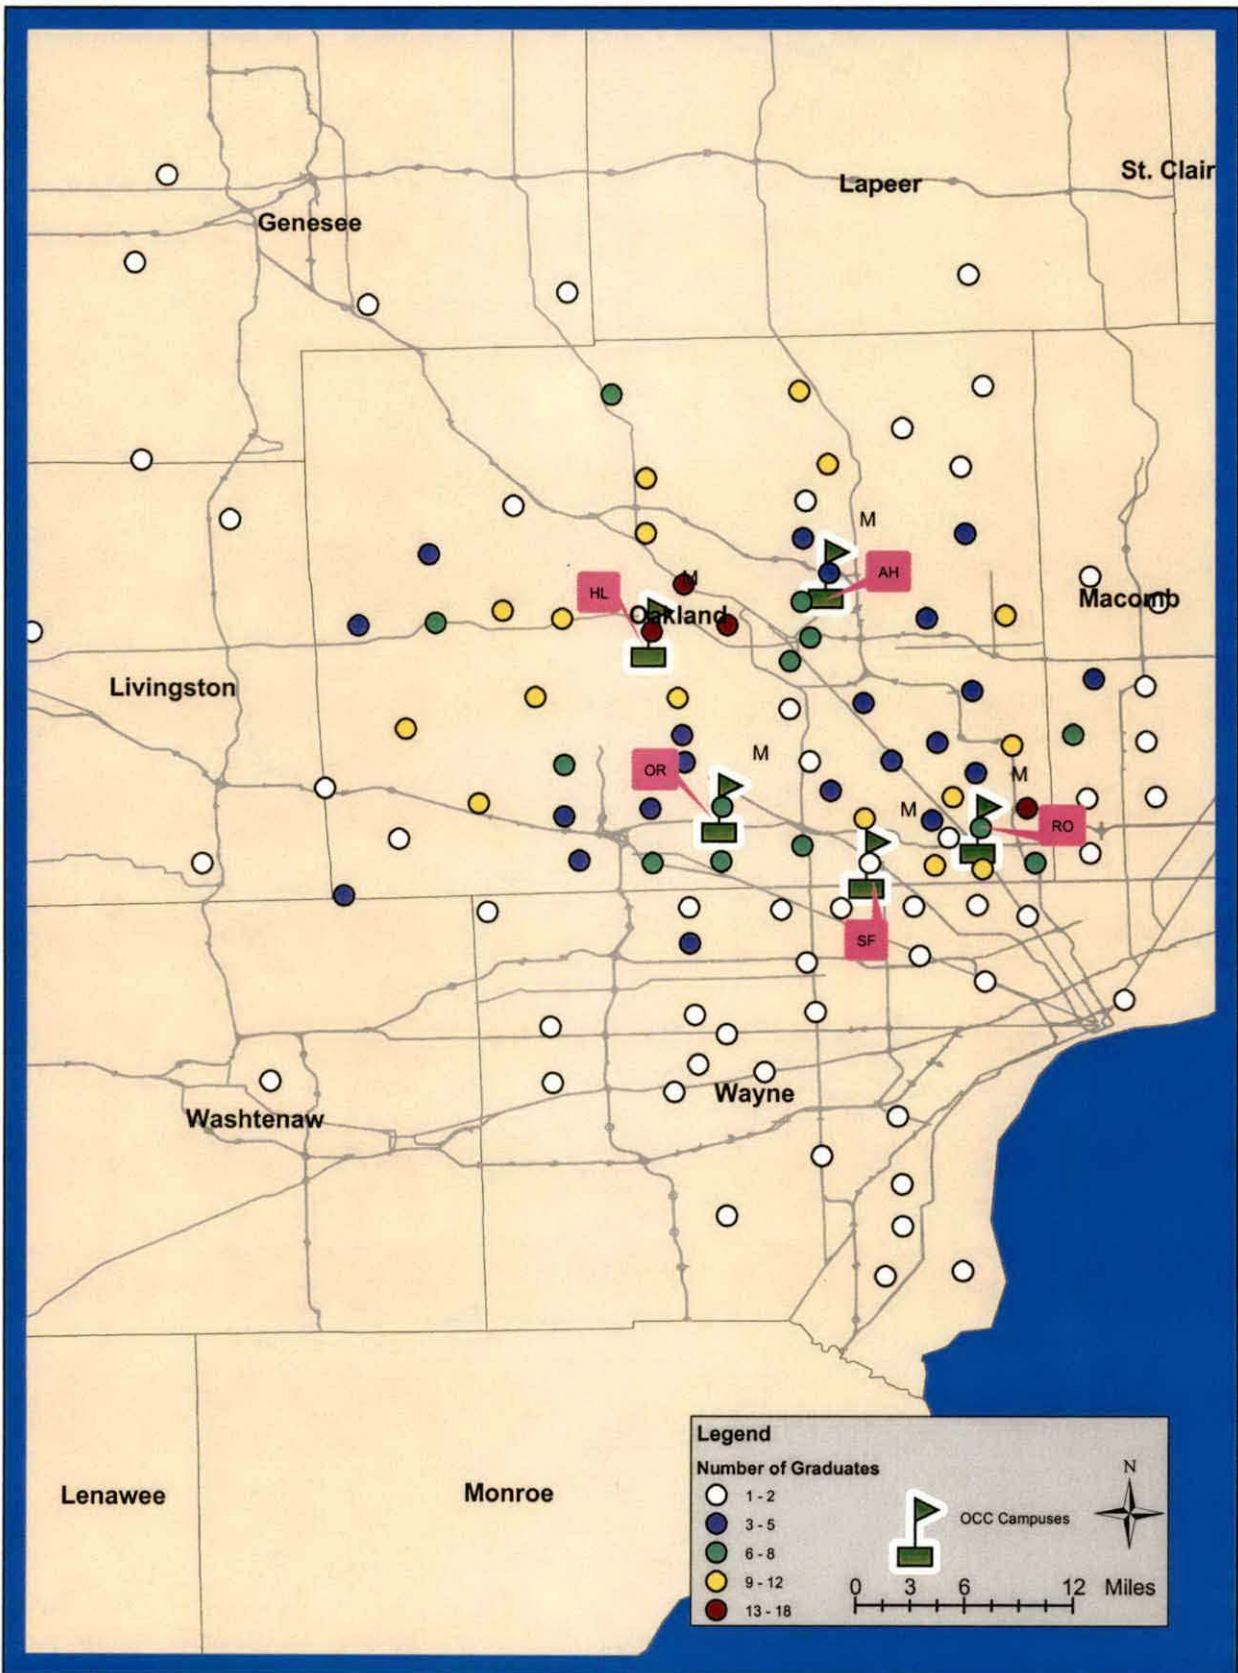 St. Clair
Lapeer
Genesee
M
AH
M
HL
Macomb
Oakland
Livingston
M
OR
M
M
RO
SF
Wayne
Washtenaw
Legend
Number of Graduates
N
1 - 2
3 - 5
OCC Campuses
6 - 8
9 - 12
0 3 6 12 Miles
13 - 18
Lenawee
Monroe